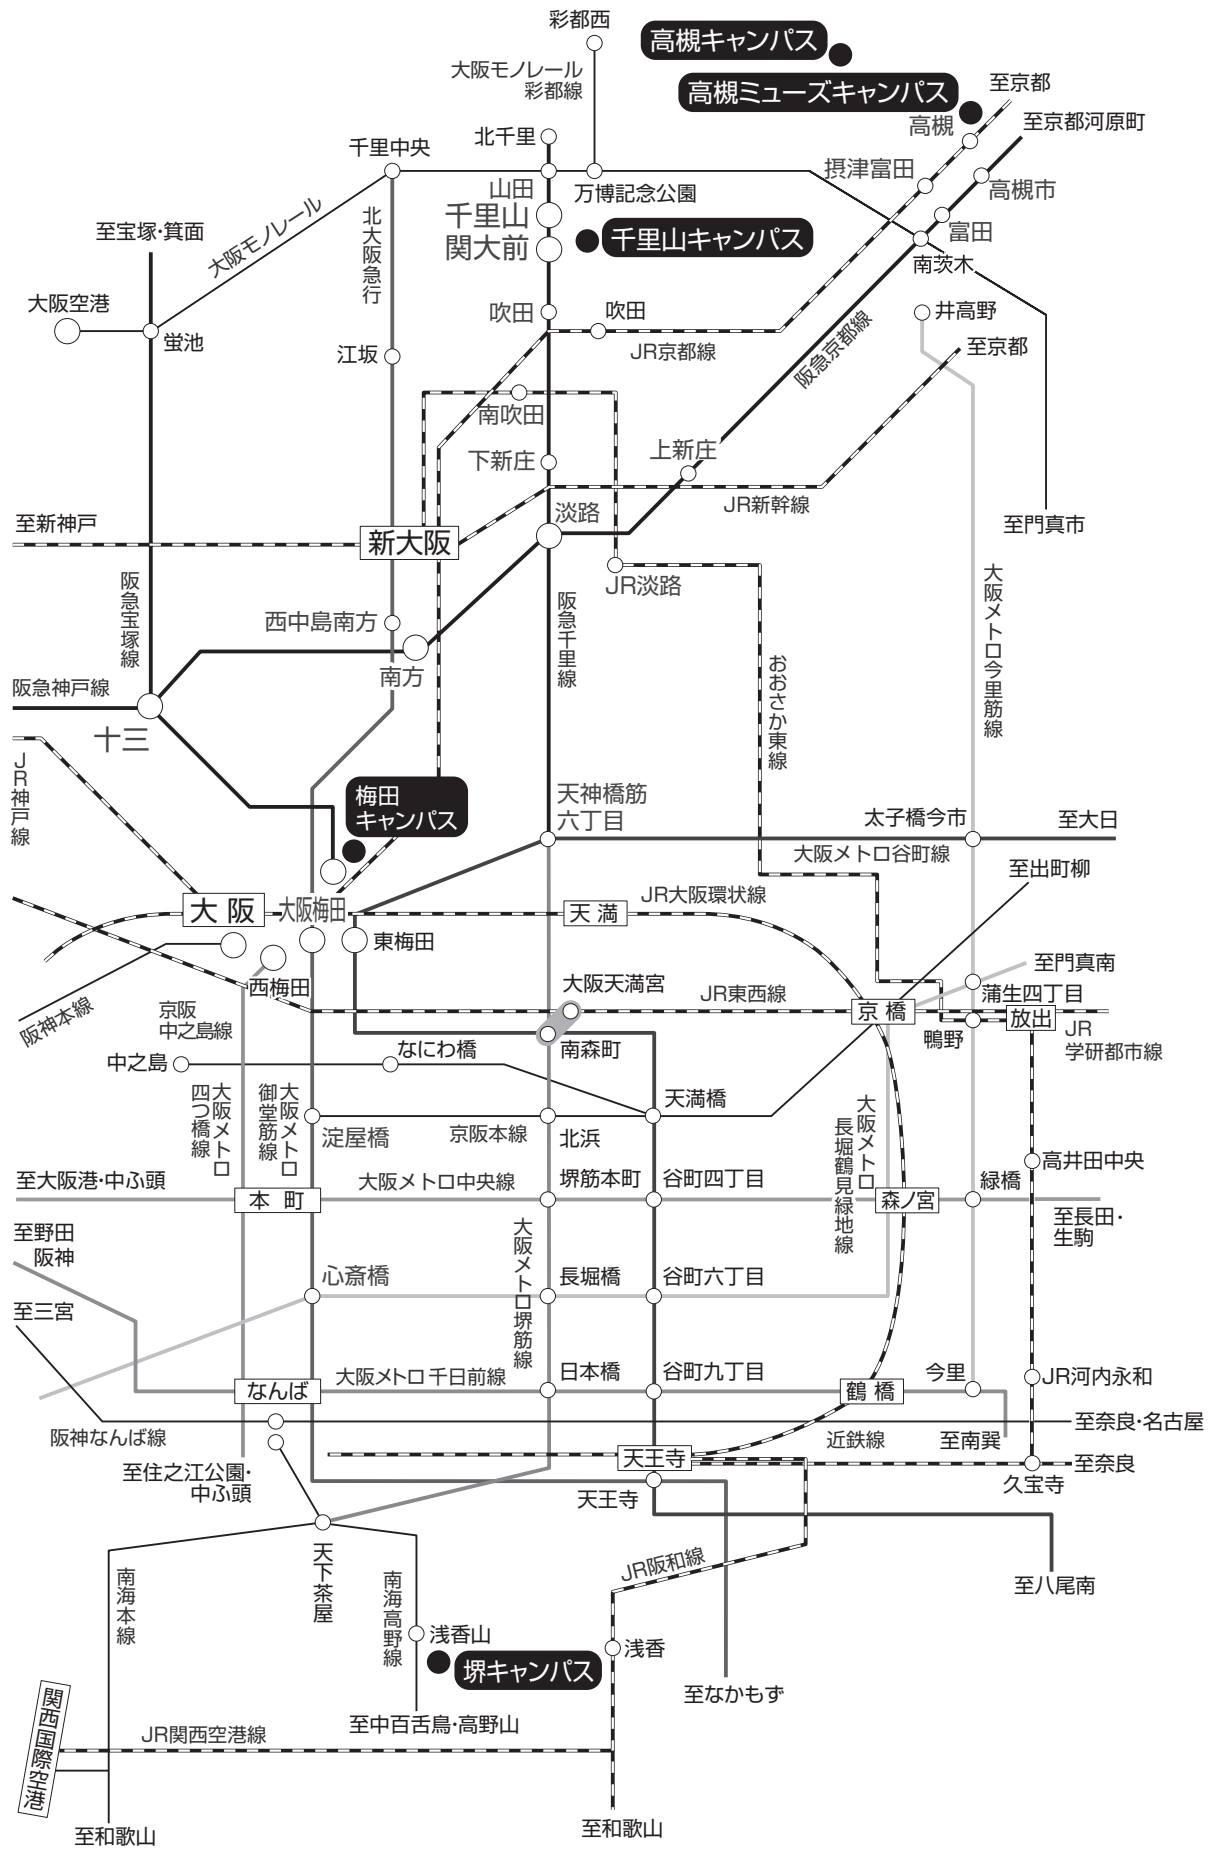 彩都西
高槻キャンパス
大阪モノレール
彩都線
高槻ミューズキャンパス
至京都
高槻
至京都河原町
北千里
千里中央
摂津富田
山田
万博記念公園
高槻市
千里山
北大阪急行
至宝塚・箕面
大阪モノレール
関大前
千里山キャンパス
富田
南茨木
大阪空港
蛍池
吹田
吹田
井高野
江坂
JR京都線
阪急京都線
至京都
南吹田
下新庄
上新庄
JR新幹線
至新神戸
新大阪
淡路
至門真市
JR淡路
阪急宝塚線
西中島南方
阪急千里線
大阪メトロ今里筋線
南方
阪急神戸線
おおさか東線
十三
JR神戸線
梅田
キャンパス
天神橋筋
六丁目
太子橋今市
至大日
大阪メトロ谷町線
至出町柳
大阪
大阪梅田
天満
JR大阪環状線
東梅田
西梅田
大阪天満宮
JR東西線
至門真南
蒲生四丁目
阪神本線
京阪
中之島線
京橋
鴫野
放出
JR
学研都市線
中之島
なにわ橋
南森町
大阪メトロ
四つ橋線
大阪メトロ
御堂筋線
淀屋橋
京阪本線
北浜
天満橋
大阪メトロ
長堀鶴見緑地線
高井田中央
至大阪港・中ふ頭
大阪メトロ中央線
堺筋本町
谷町四丁目
緑橋
本町
森ノ宮
至長田・
生駒
至野田
阪神
大阪メトロ堺筋線
心斎橋
長堀橋
谷町六丁目
至三宮
大阪メトロ千日前線
日本橋
谷町九丁目
今里
JR河内永和
なんば
鶴橋
至奈良・名古屋
阪神なんば線
近鉄線
至南巽
至住之江公園・
中ふ頭
天王寺
至奈良
久宝寺
天王寺
天下茶屋
JR阪和線
至八尾南
南海本線
南海高野線
浅香山
浅香
堺キャンパス
至なかもず
関西国際空港
至中百舌鳥・高野山
JR関西空港線
至和歌山
至和歌山